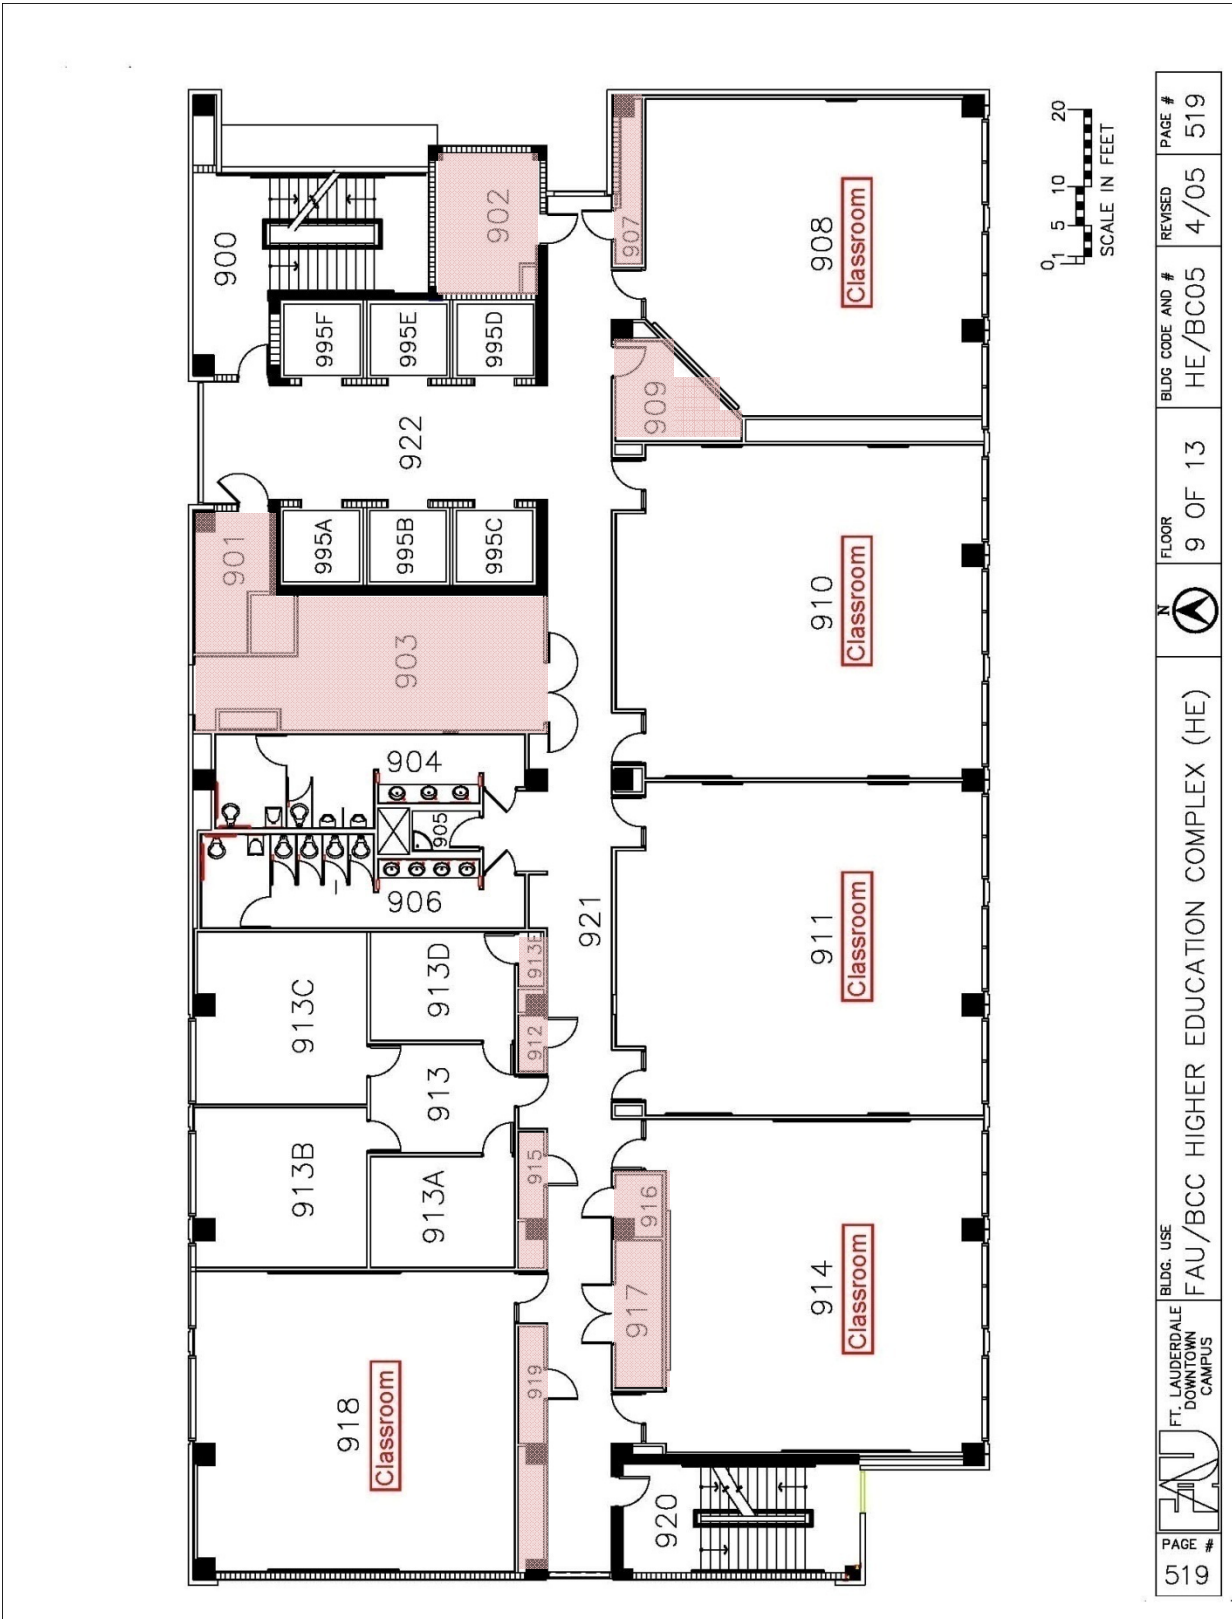 900
902
907
908
Classroom
995F
995E
995D
909
922
901
995A
995B
995C
910
Classroom
903
904
905
906
921
911
Classroom
913C
913D
913E
912
913
913B
913A
915
916
914
Classroom
917
918
Classroom
919
920
0 1 5 10 20
SCALE IN FEET
PAGE #
519
FAU
FT. LAUDERDALE
DOWNTOWN
CAMPUS
BLDG. USE
FAU/BCC HIGHER EDUCATION COMPLEX (HE)
N
FLOOR
9 OF 13
BLDG CODE AND #
HE/BC05
REVISED
4/05
PAGE #
519